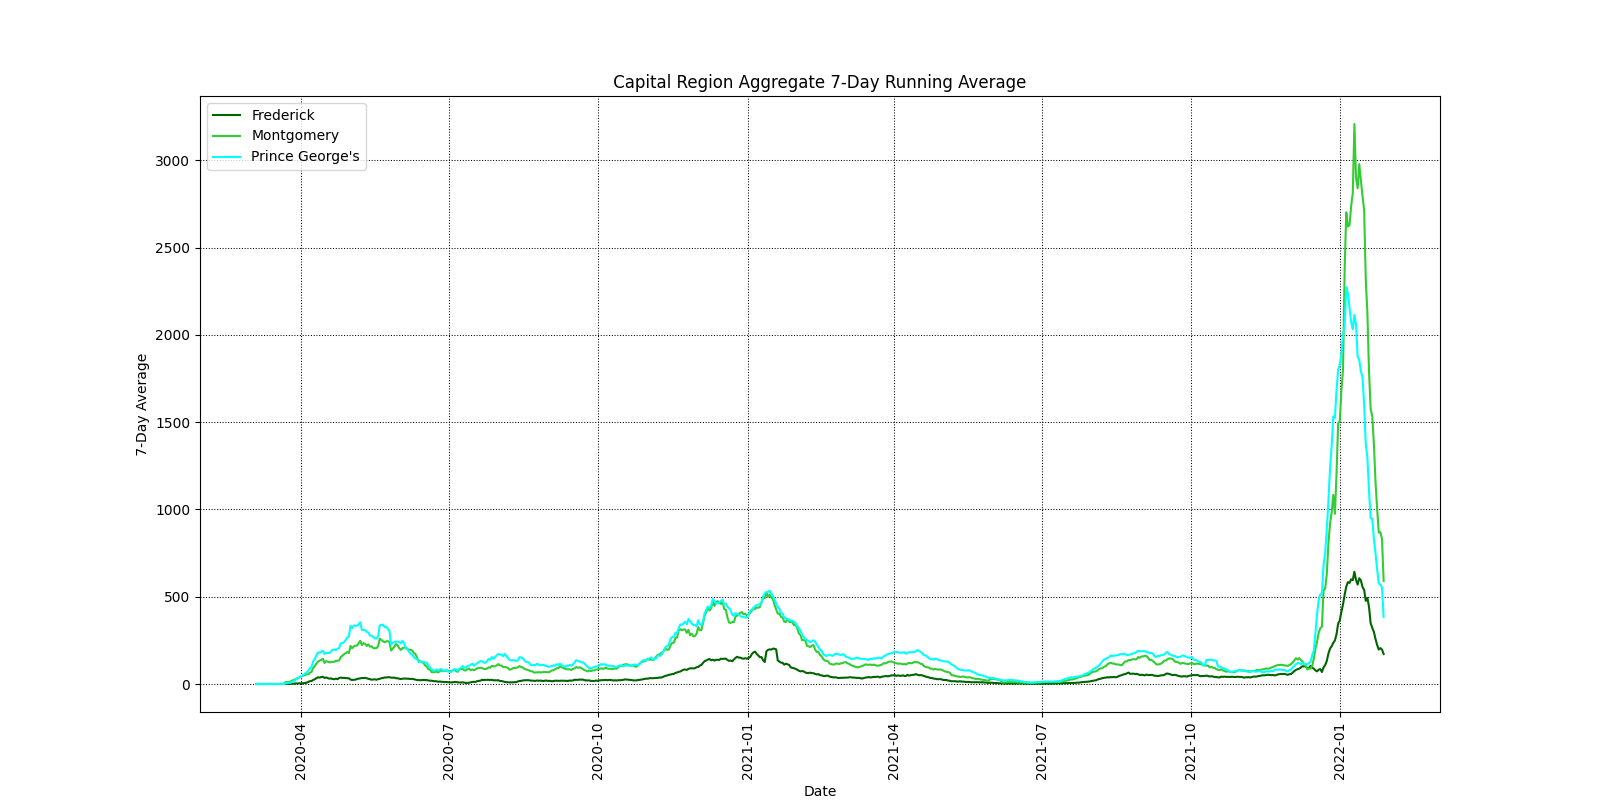 Capital Region Aggregate 7-Day Running Average
Frederick
Montgomery
Prince George's
3000
2500
2000
1500
1000
500
0
7-Day Average
2020-04
2020-07
2020-10
2021-01
2021-04
2021-07
2021-10
2022-01
Date